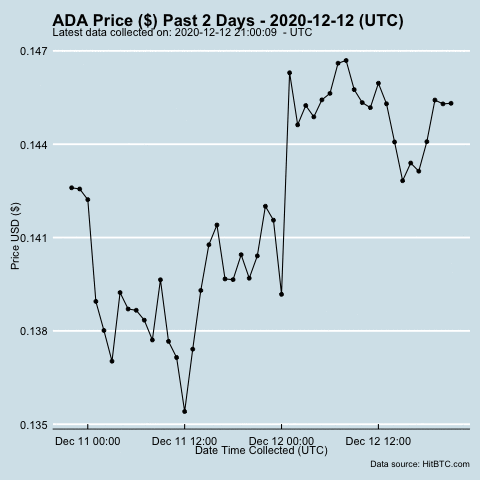 ADA Price ($) Past 2 Days - 2020-12-12 (UTC)
Latest data collected on: 2020-12-12 21:00:09  - UTC
0.147
0.144
0.141
0.138
0.135
Price USD ($)
Dec 11 00:00
Dec 11 12:00
Dec 12 00:00
Dec 12 12:00
Date Time Collected (UTC)
Data source: HitBTC.com